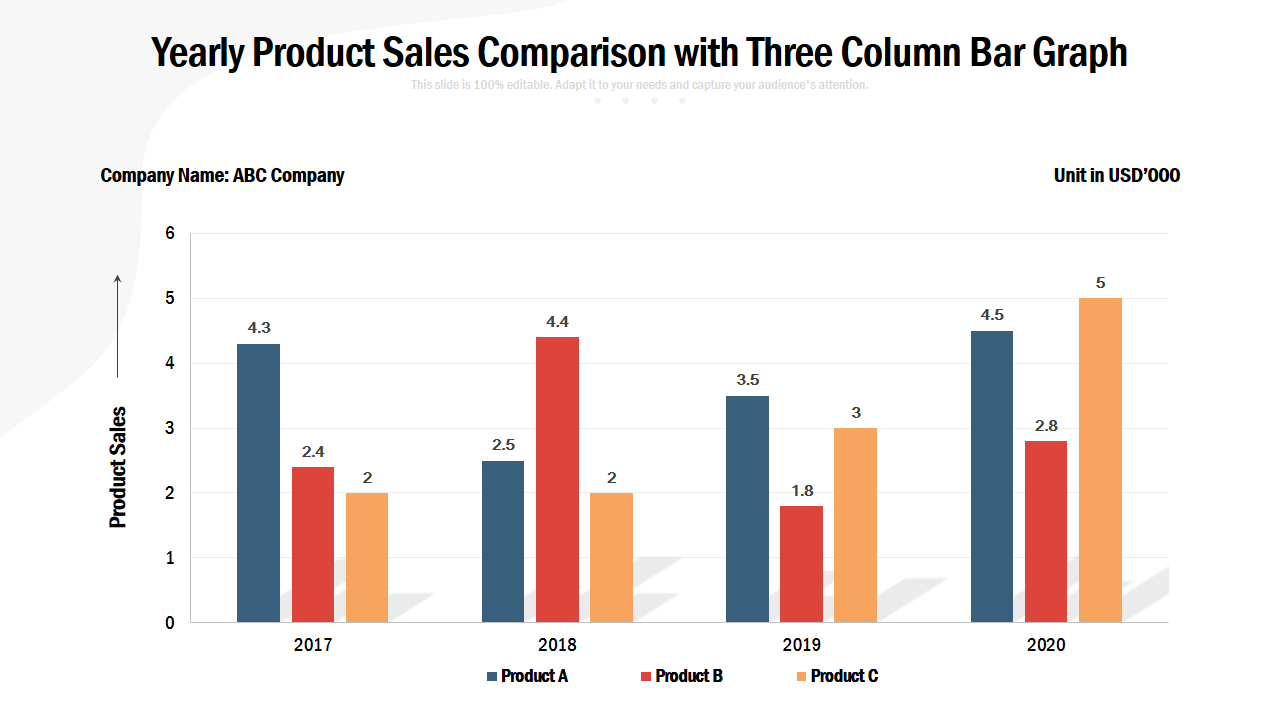 Yearly Product Sales Comparison with Three Column Bar Graph
This slide is 100% editable. Adapt it to your needs and capture your audience's attention.
Company Name: ABC Company
Unit in USD’000
Product Sales
6
5
4
3
2
1
0
4.3
2.4
2
2.5
4.4
2
3.5
1.8
3
4.5
2.8
5
2017
2018
2019
2020
Product A
Product B
Product C